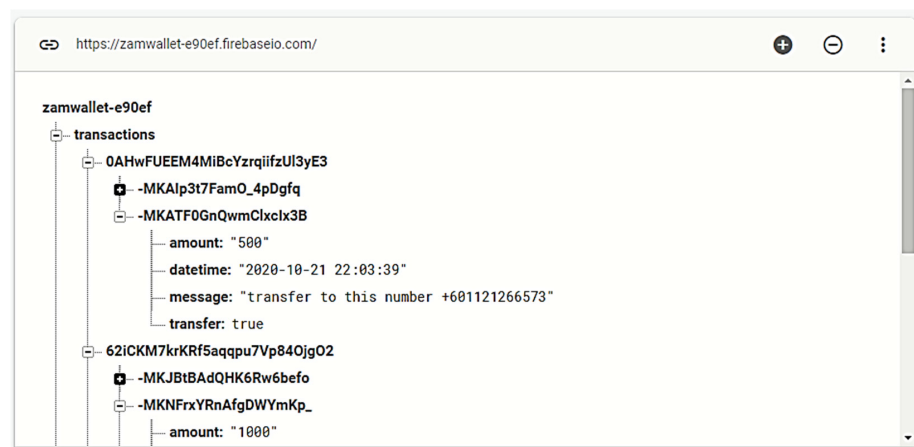 https://zamwallet-e90ef.firebaseio.com/
zamwallet-e90ef
transactions
0AHwFUEEM4MiBcYzrqiifzUl3yE3
-MKAlp3t7FamO_4pDgfq
-MKATF0GnQwmClxcIx3B
amount: "500"
datetime: "2020-10-21 22:03:39"
message: "transfer to this number +601121266573"
transfer: true
62iCKM7krKRf5aqqpu7Vp84OjgO2
-MKJBtBAdQHK6Rw6befo
-MKNFrxYRnAfgDWYmKp_
amount: "1000"